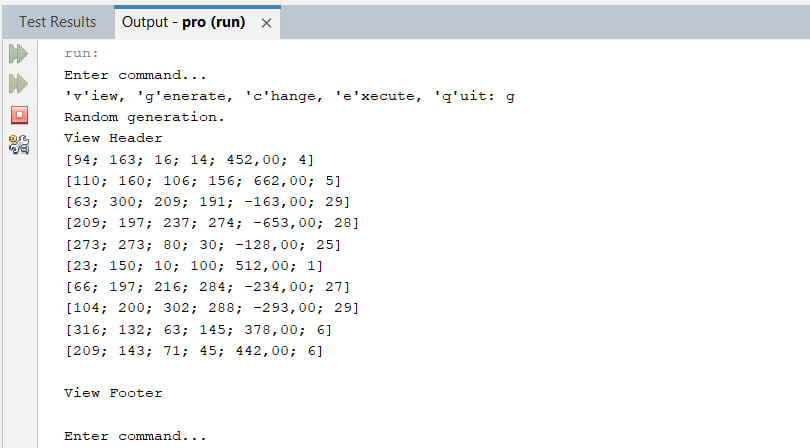 Test Results Output - pro (run) ×
run:
Enter command...
'v'iew, 'g'enerate, 'c'hange, 'e'xecute, 'q'uit: g
Random generation.
View Header
[94; 163; 16; 14; 452,00; 4]
[110; 160; 106; 156; 662,00; 5]
[63; 300; 209; 191; -163,00; 29]
[209; 197; 237; 274; -653,00; 28]
[273; 273; 80; 30; -128,00; 25]
[23; 150; 10; 100; 512,00; 1]
[66; 197; 216; 284; -234,00; 27]
[104; 200; 302; 288; -293,00; 29]
[316; 132; 63; 145; 378,00; 6]
[209; 143; 71; 45; 442,00; 6]
View Footer
Enter command...